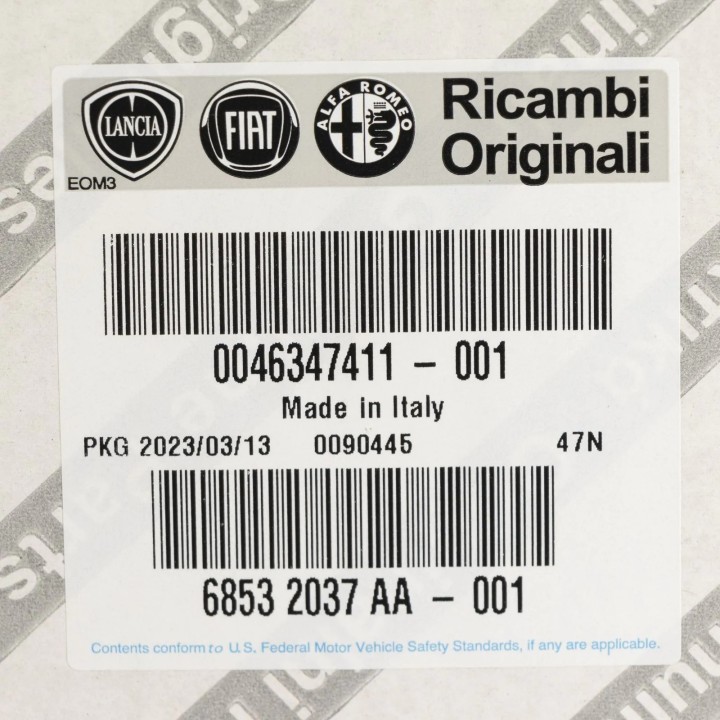 LANCIA FIAT ALFA ROMEO Ricambi
Originali
EOM3
0046347411 - 001
Made in Italy
PKG 2023/03/13 0090445 47N
6853 2037 AA - 001
Contents conform to U.S. Federal Motor Vehicle Safety Standards, if any are applicable.